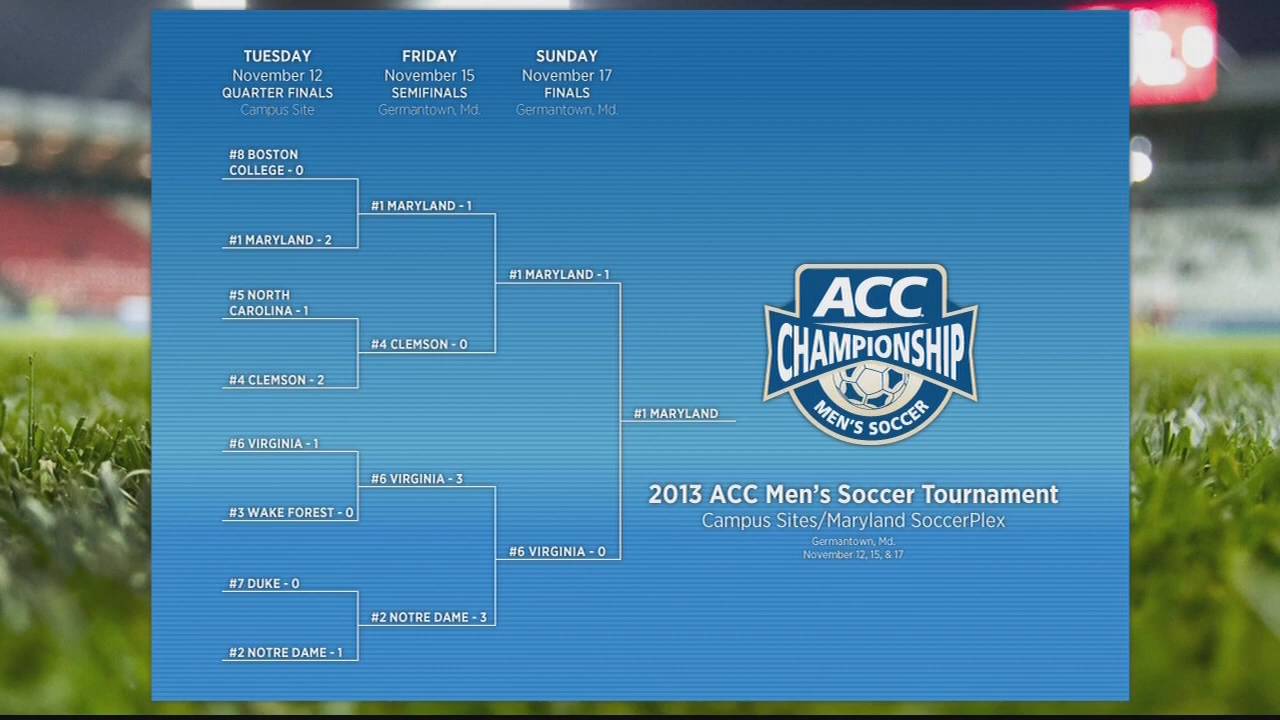 TUESDAY
November 12
QUARTER FINALS
Campus Site
FRIDAY
November 15
SEMIFINALS
Germantown, Md.
SUNDAY
November 17
FINALS
Germantown, Md.
#8 BOSTON
COLLEGE - 0
#1 MARYLAND - 2
#5 NORTH
CAROLINA - 1
#4 CLEMSON - 2
#6 VIRGINIA - 1
#3 WAKE FOREST - 0
#7 DUKE - 0
#2 NOTRE DAME - 1
#1 MARYLAND - 1
#4 CLEMSON - 0
#6 VIRGINIA - 3
#2 NOTRE DAME - 3
#1 MARYLAND - 1
#6 VIRGINIA - 0
#1 MARYLAND
ACC
CHAMPIONSHIP
MEN'S SOCCER
2013 ACC Men's Soccer Tournament
Campus Sites/Maryland SoccerPlex
Germantown, Md.
November 12, 15, & 17